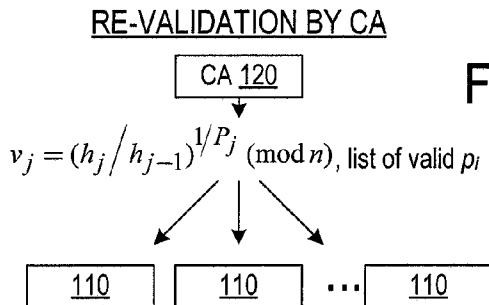 RE-VALIDATION BY CA
CA 120
F
v_j = (h_j / h_{j-1})^{1/P_j} (mod n), list of valid p_i
110 110 ... 110